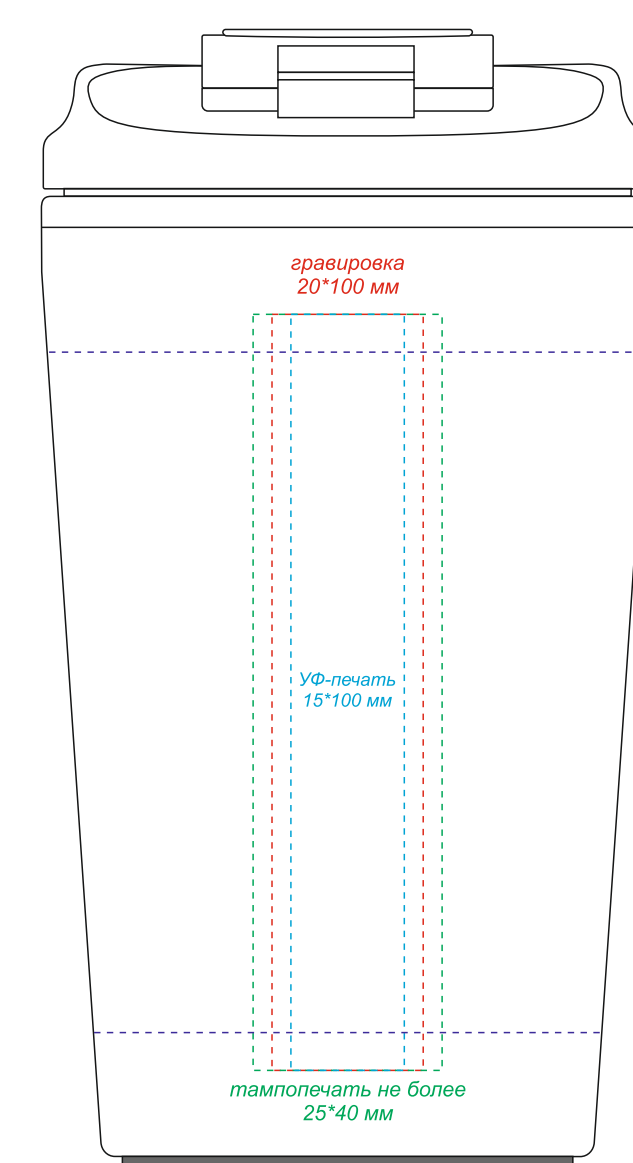 гравировка
20*100 мм
УФ-печать
15*100 мм
тампопечать не более
25*40 мм